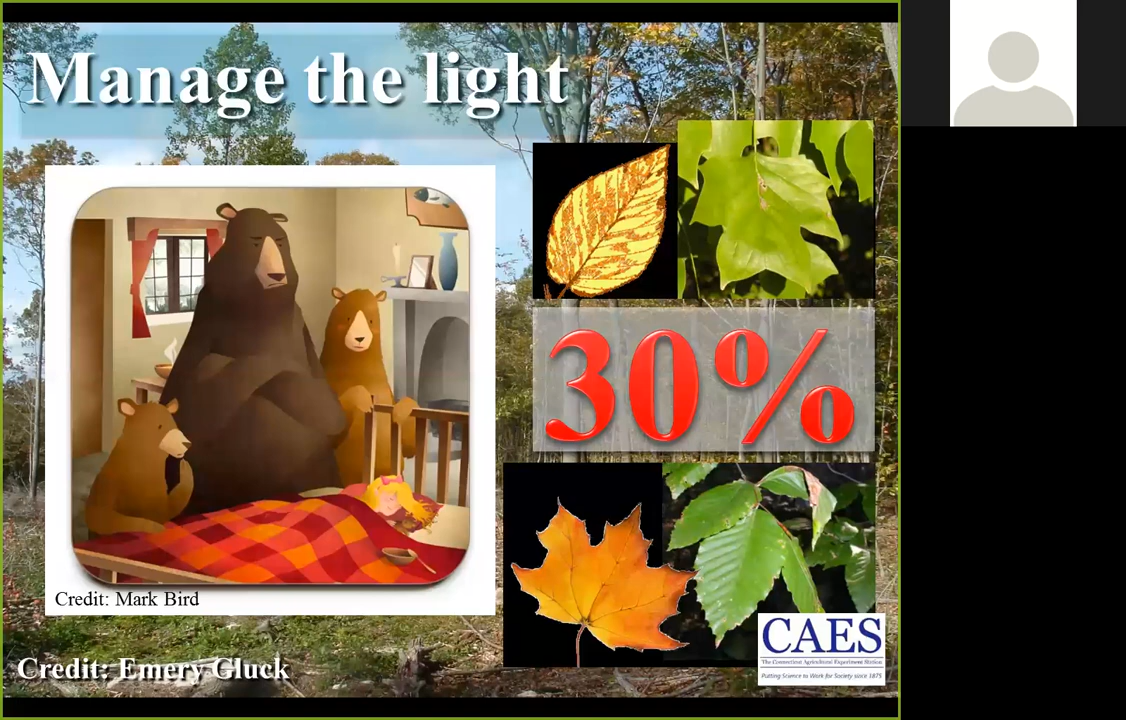 Manage the light
30%
Credit: Mark Bird
Credit: Emery Gluck
CAES
The Connecticut Agricultural Experiment Station
Putting Science to Work for Society since 1875